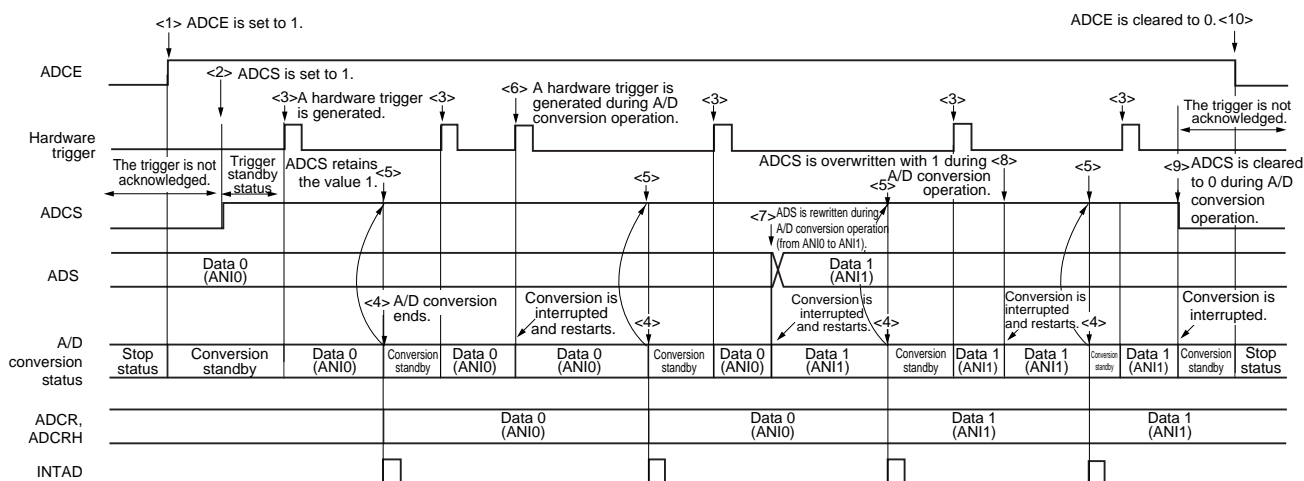 <1> ADCE is set to 1.
ADCE is cleared to 0. <10>
ADCE
<2> ADCS is set to 1.
<3> A hardware trigger
is generated.
<3>
<6> A hardware trigger is
generated during A/D
conversion operation.
<3>
<3>
<3>
The trigger is not
acknowledged.
Hardware
trigger
The trigger is not
acknowledged.
Trigger
standby
status
ADCS retains
the value 1.
<5>
<5>
ADCS is overwritten with 1 during <8>
A/D conversion
operation.
<5>
<5>
<9> ADCS is cleared
to 0 during A/D
conversion
operation.
ADCS
<7> ADS is rewritten during
A/D conversion operation
(from ANI0 to ANI1).
ADS
Data 0
(ANI0)
Data 1
(ANI1)
<4> A/D conversion
ends.
Conversion is
interrupted
and restarts.
<4>
Conversion is
interrupted
and restarts.
<4>
Conversion is
interrupted
and restarts.
<4>
Conversion is
interrupted.
A/D
conversion
status
Stop
status
Conversion
standby
Data 0
(ANI0)
Conversion
standby
Data 0
(ANI0)
Data 0
(ANI0)
Conversion
standby
Data 0
(ANI0)
Data 1
(ANI1)
Conversion
standby
Data 1
(ANI1)
Data 1
(ANI1)
Conversion
standby
Data 1
(ANI1)
Conversion
standby
Stop
status
ADCR,
ADCRH
Data 0
(ANI0)
Data 0
(ANI0)
Data 1
(ANI1)
Data 1
(ANI1)
INTAD